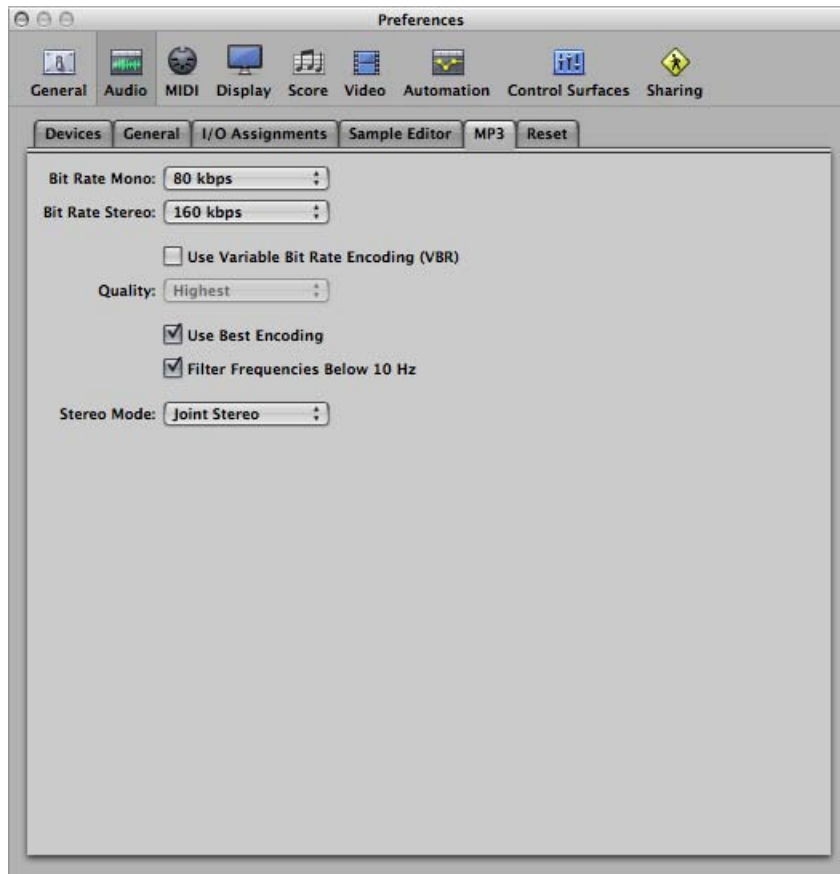 Preferences
General Audio MIDI Display Score Video Automation Control Surfaces Sharing
Devices General I/O Assignments Sample Editor MP3 Reset
Bit Rate Mono: 80 kbps
Bit Rate Stereo: 160 kbps
Use Variable Bit Rate Encoding (VBR)
Quality: Highest
Use Best Encoding
Filter Frequencies Below 10 Hz
Stereo Mode: Joint Stereo